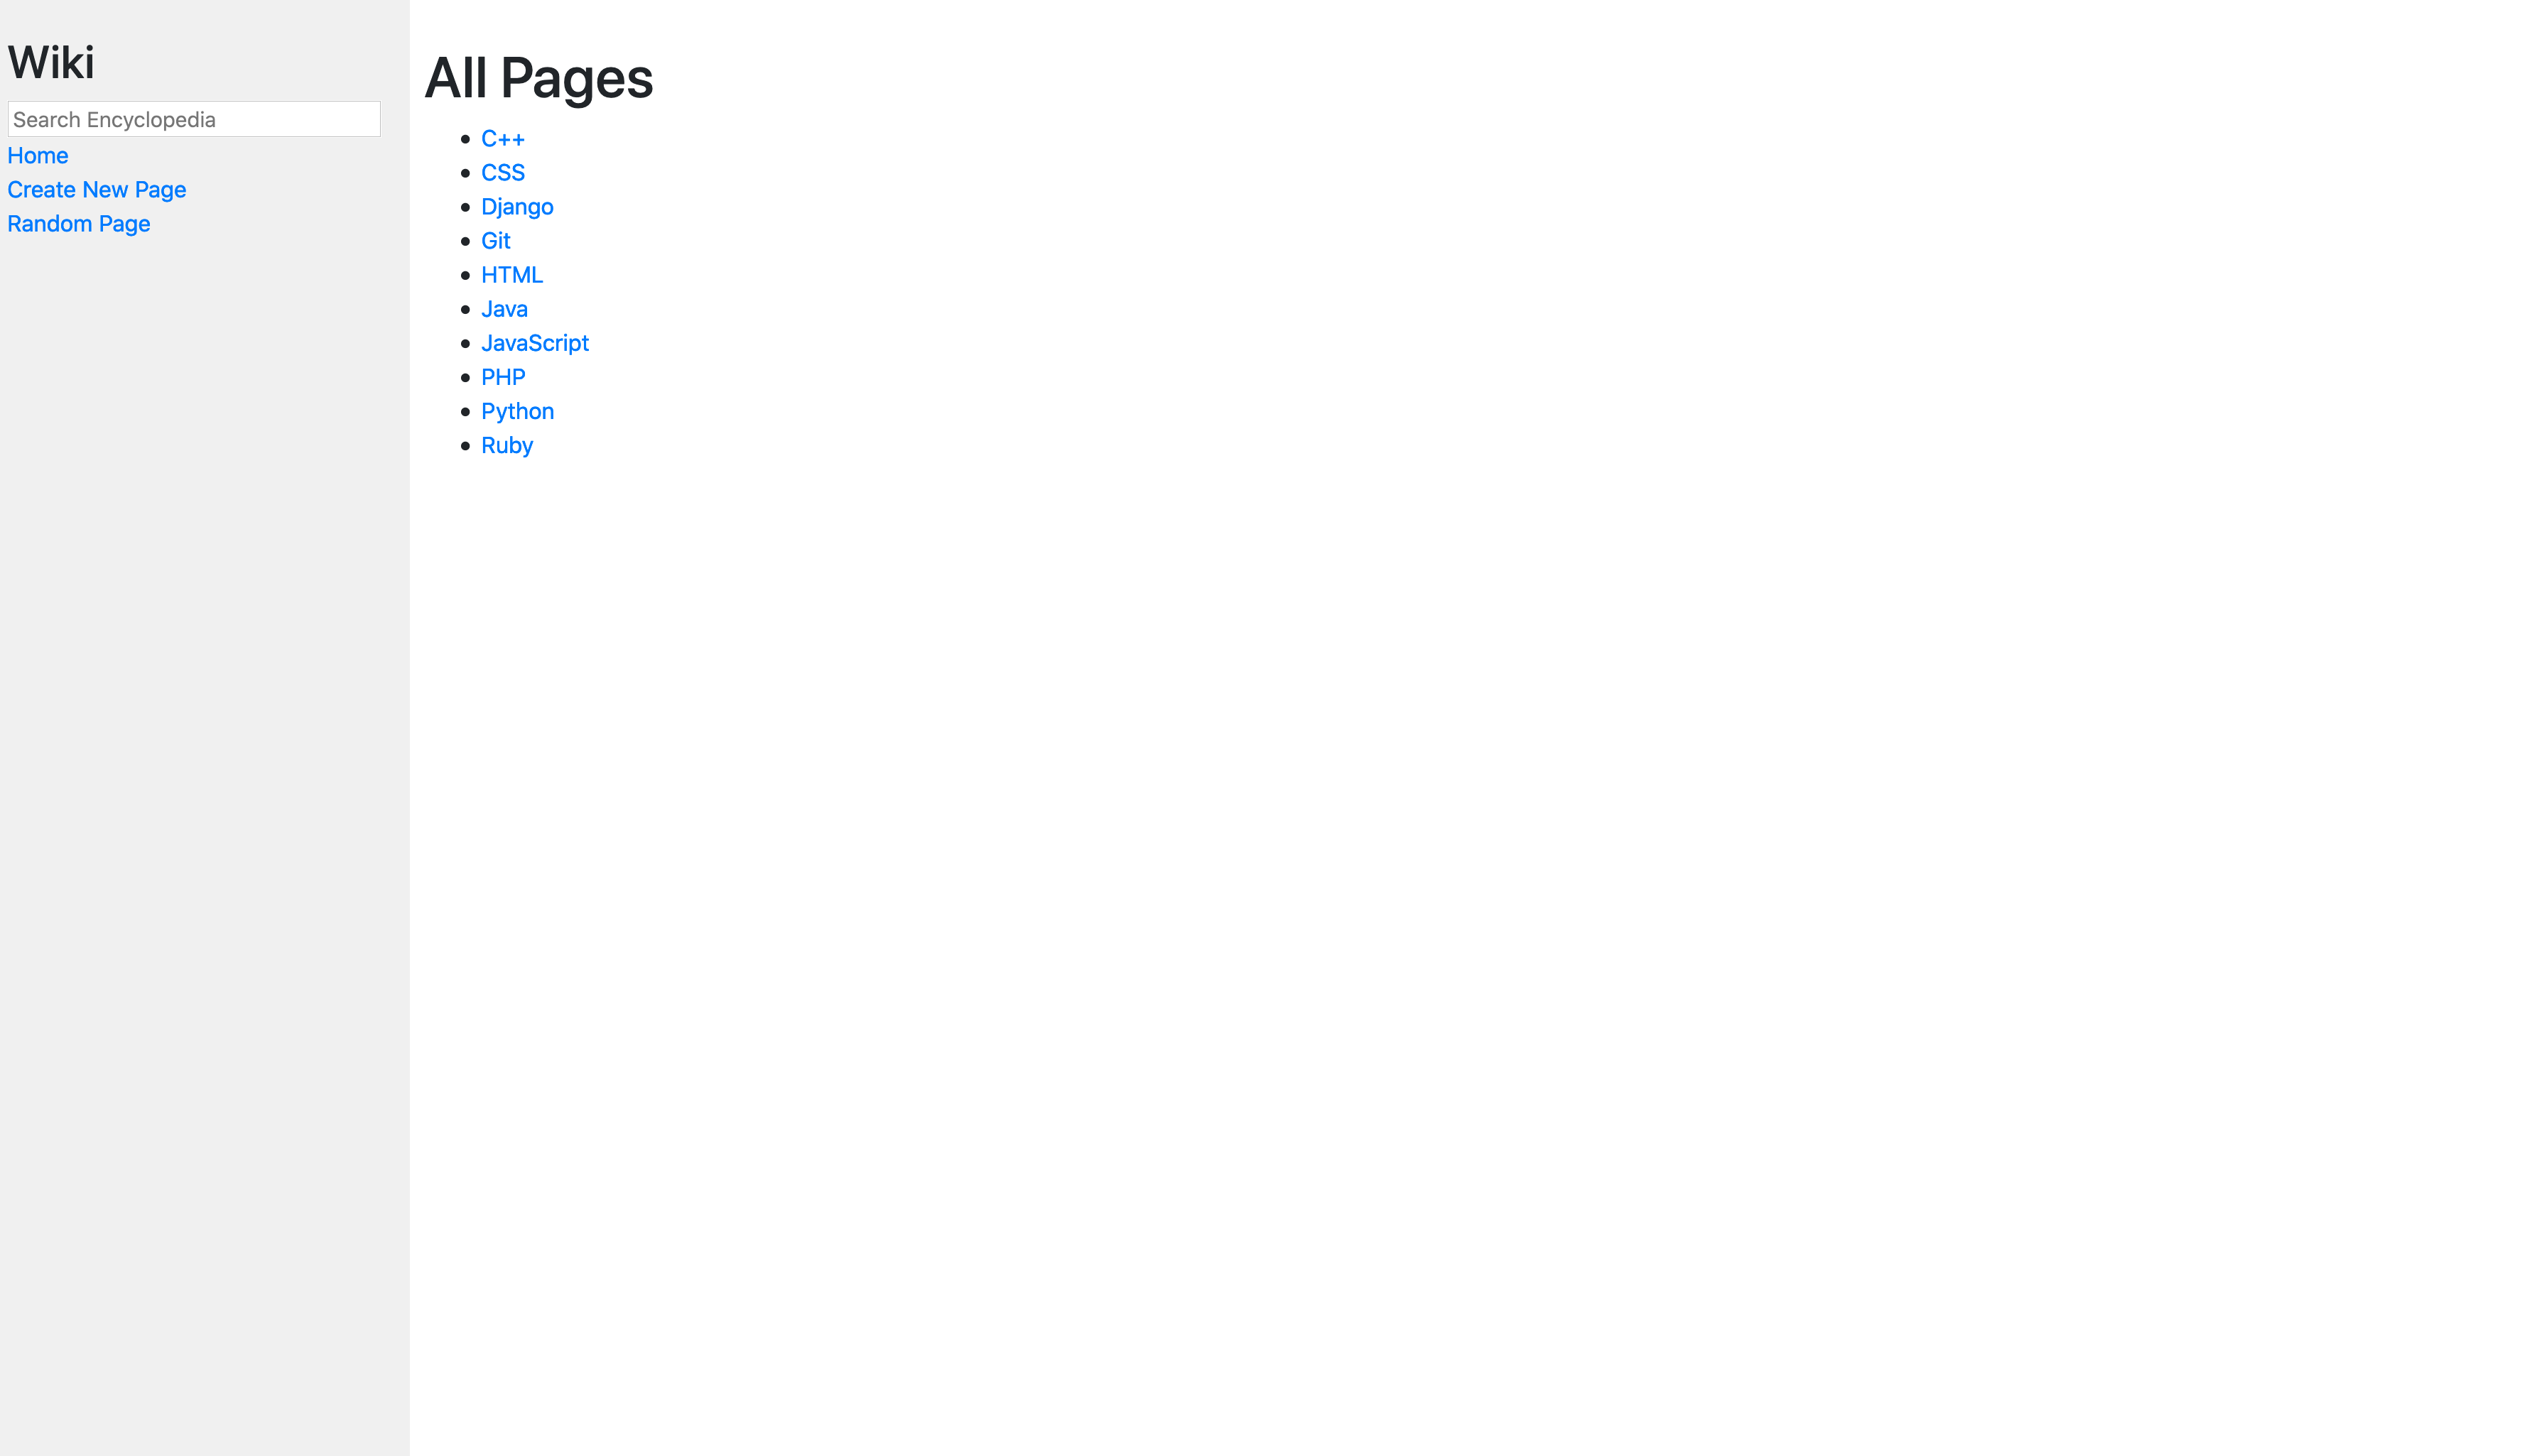 Wiki
Search Encyclopedia
Home
Create New Page
Random Page
All Pages
C++
CSS
Django
Git
HTML
Java
JavaScript
PHP
Python
Ruby